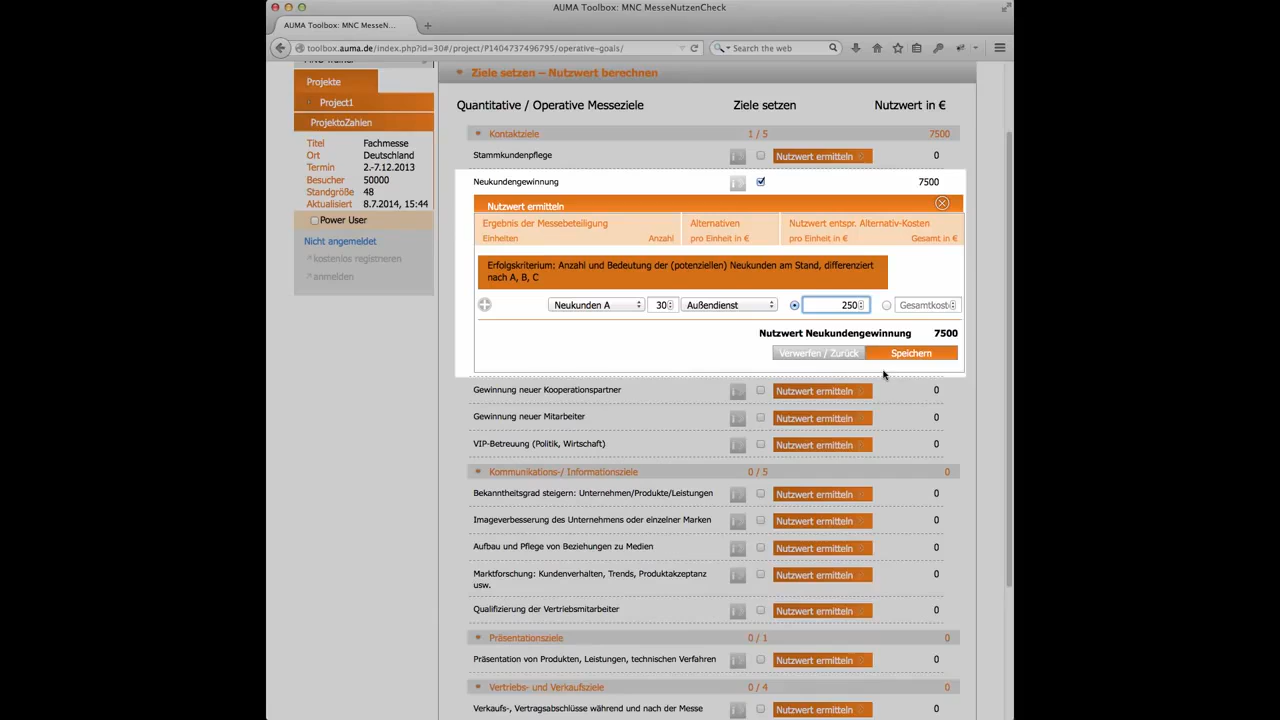 AUMA Toolbox: MNC MesseNutzenCheck
AUMA Toolbox: MNC MesseN...
toolbox.auma.de/index.php?id=30#/project/P1404737496795/operative-goals/
Search the web
Projekte
Project1
ProjektoZahlen
Titel Fachmesse
Ort Deutschland
Termin 2.-7.12.2013
Besucher 50000
Standgröße 48
Aktualisiert 8.7.2014, 15:44
Power User
Nicht angemeldet
kostenlos registrieren
anmelden
Ziele setzen – Nutzwert berechnen
Quantitative / Operative Messeziele Ziele setzen Nutzwert in €
Kontaktziele 1 / 5 7500
Stammkundenpflege Nutzwert ermitteln 0
Neukundengewinnung 7500
Nutzwert ermitteln
Ergebnis der Messebeteiligung Alternativen Nutzwert entspr. Alternativ-Kosten
Einheiten Anzahl pro Einheit in € pro Einheit in € Gesamt in €
Erfolgskriterium: Anzahl und Bedeutung der (potenziellen) Neukunden am Stand, differenziert
nach A, B, C
Neukunden A 30 Außendienst 250 Gesamtkost
Nutzwert Neukundengewinnung 7500
Verwerfen / Zurück Speichern
Gewinnung neuer Kooperationspartner Nutzwert ermitteln 0
Gewinnung neuer Mitarbeiter Nutzwert ermitteln 0
VIP-Betreuung (Politik, Wirtschaft) Nutzwert ermitteln 0
Kommunikations-/ Informationsziele 0 / 5 0
Bekanntheitsgrad steigern: Unternehmen/Produkte/Leistungen Nutzwert ermitteln 0
Imageverbesserung des Unternehmens oder einzelner Marken Nutzwert ermitteln 0
Aufbau und Pflege von Beziehungen zu Medien Nutzwert ermitteln 0
Marktforschung: Kundenverhalten, Trends, Produktakzeptanz Nutzwert ermitteln 0
usw.
Qualifizierung der Vertriebsmitarbeiter Nutzwert ermitteln 0
Präsentationsziele 0 / 1 0
Präsentation von Produkten, Leistungen, technischen Verfahren Nutzwert ermitteln 0
Vertriebs- und Verkaufsziele 0 / 4 0
Verkaufs-, Vertragsabschlüsse während und nach der Messe Nutzwert ermitteln 0